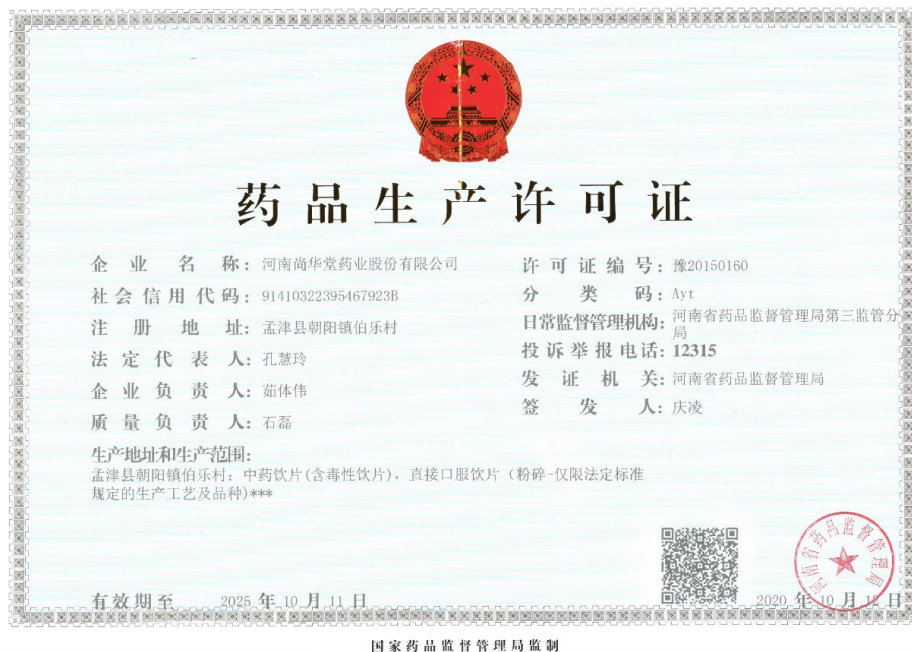 药品生产许可证
企业名称：河南尚华堂药业股份有限公司
许可证编号：豫20150160
社会信用代码：91410322395467923B
分类码：Ayt
注册地址：孟津县朝阳镇伯乐村
日常监督管理机构：河南省药品监督管理局第三监管分局
法定代表人：孔慧玲
投诉举报电话：12315
企业负责人：茹体伟
发证机关：河南省药品监督管理局
质量负责人：石磊
签发人：庆凌
生产地址和生产范围：
孟津县朝阳镇伯乐村：中药饮片(含毒性饮片)，直接口服饮片（粉碎-仅限法定标准
规定的生产工艺及品种)***
河南省药品监督管理局
有效期至 2025 年 10 月 11 日
2020 年 10 月 12 日
国家药品监督管理局监制